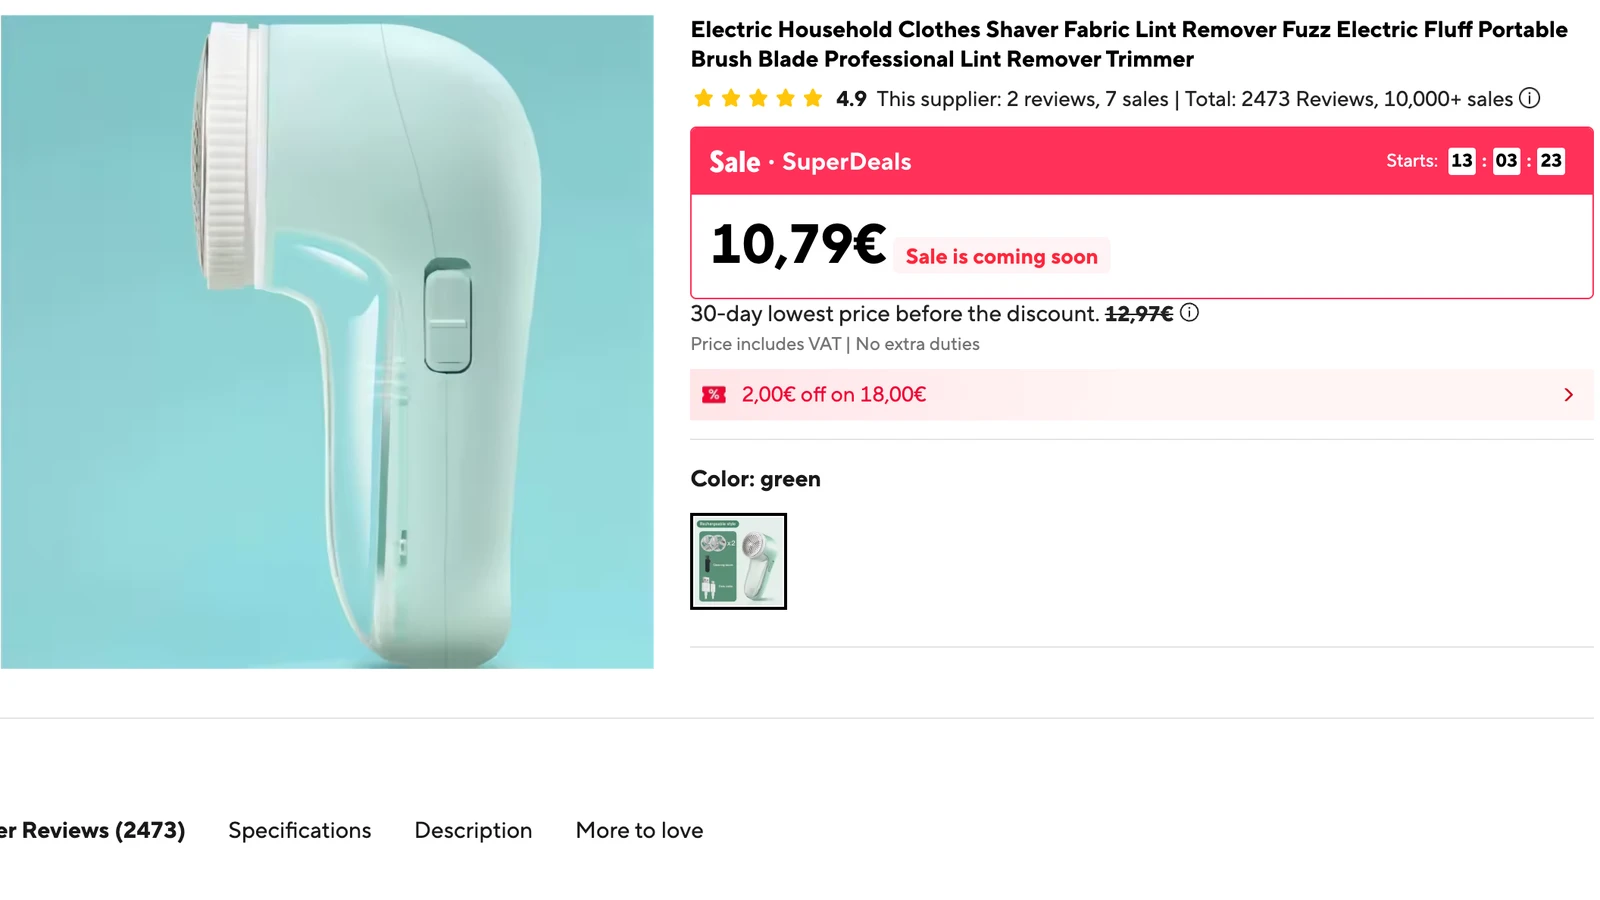 Electric Household Clothes Shaver Fabric Lint Remover Fuzz Electric Fluff Portable
Brush Blade Professional Lint Remover Trimmer
4.9 This supplier: 2 reviews, 7 sales | Total: 2473 Reviews, 10,000+ sales
Sale · SuperDeals
Starts: 13 : 03 : 23
10,79€ Sale is coming soon
30-day lowest price before the discount. 12,97€
Price includes VAT | No extra duties
% 2,00€ off on 18,00€
Color: green
x2
er Reviews (2473) Specifications Description More to love